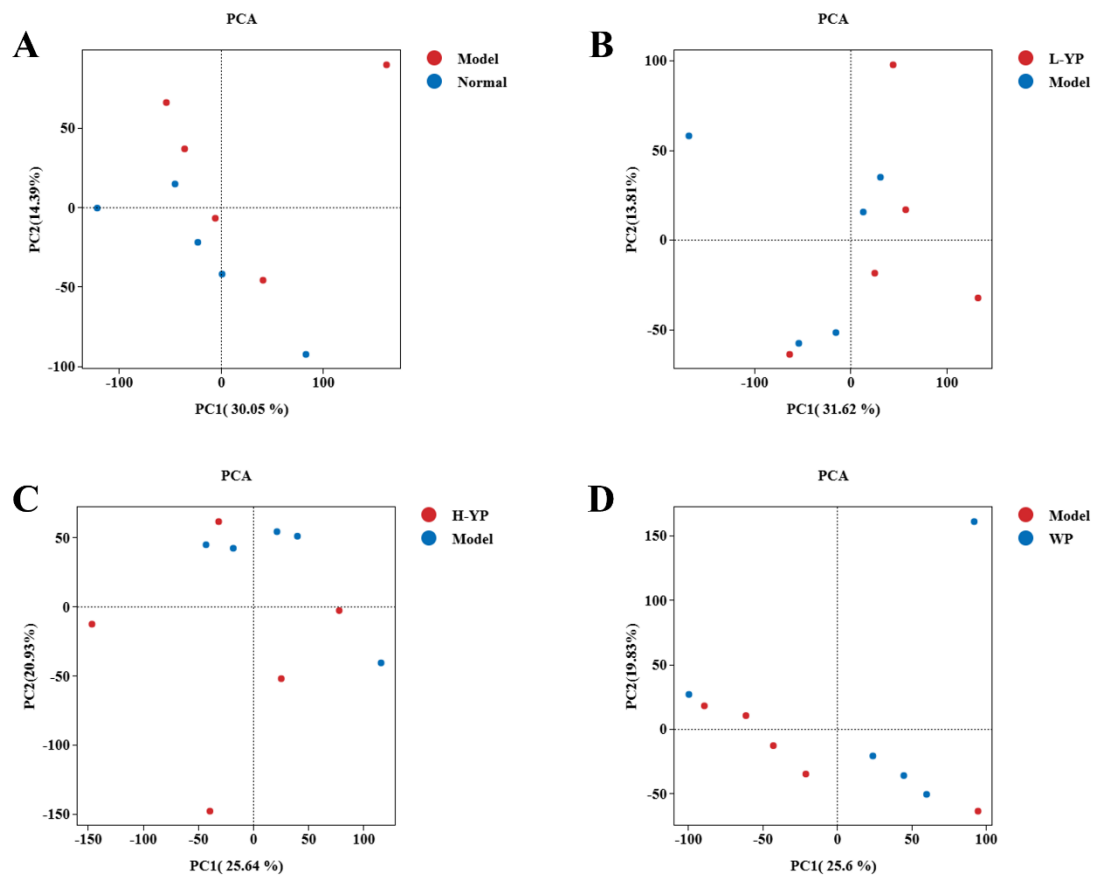 A
PCA
Model
Normal
50
0
-50
-100
-100
0
100
PC2(14.39%)
PC1( 30.05 %)
B
PCA
L-YP
Model
100
50
0
-50
-100
0
100
PC2(13.81%)
PC1( 31.62 %)
C
PCA
H-YP
Model
50
0
-50
-100
-150
-150
-100
-50
0
50
100
PC2(20.93%)
PC1( 25.64 %)
D
PCA
Model
WP
150
100
50
0
-50
-100
-50
0
50
100
PC2(19.83%)
PC1( 25.6 %)